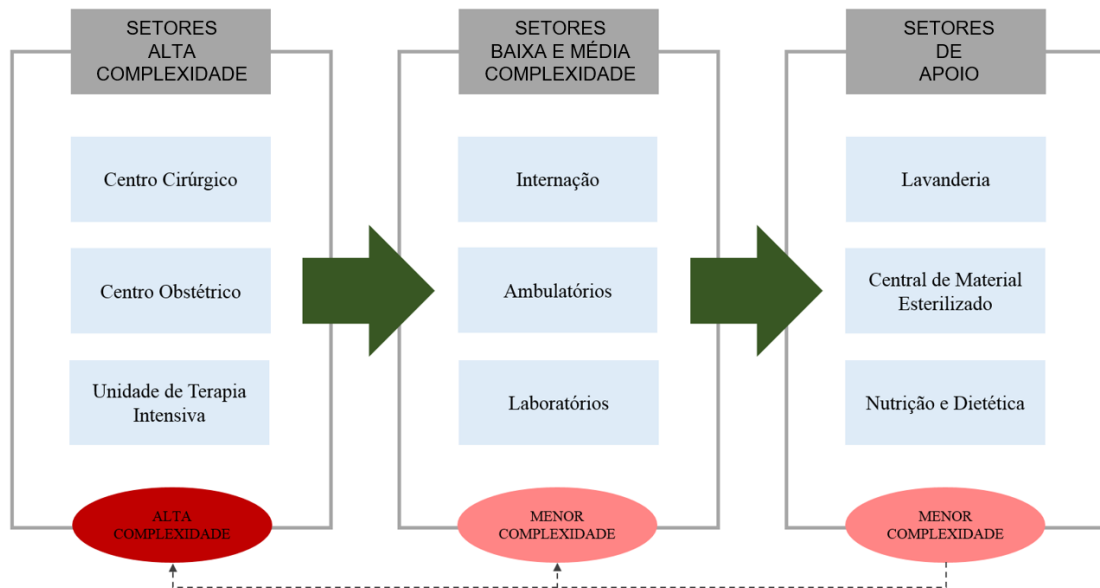 SETORES
ALTA
COMPLEXIDADE
Centro Cirúrgico
Centro Obstétrico
Unidade de Terapia
Intensiva
ALTA
COMPLEXIDADE
SETORES
BAIXA E MÉDIA
COMPLEXIDADE
Internação
Ambulatórios
Laboratórios
MENOR
COMPLEXIDADE
SETORES
DE
APOIO
Lavanderia
Central de Material
Esterilizado
Nutrição e Dietética
MENOR
COMPLEXIDADE